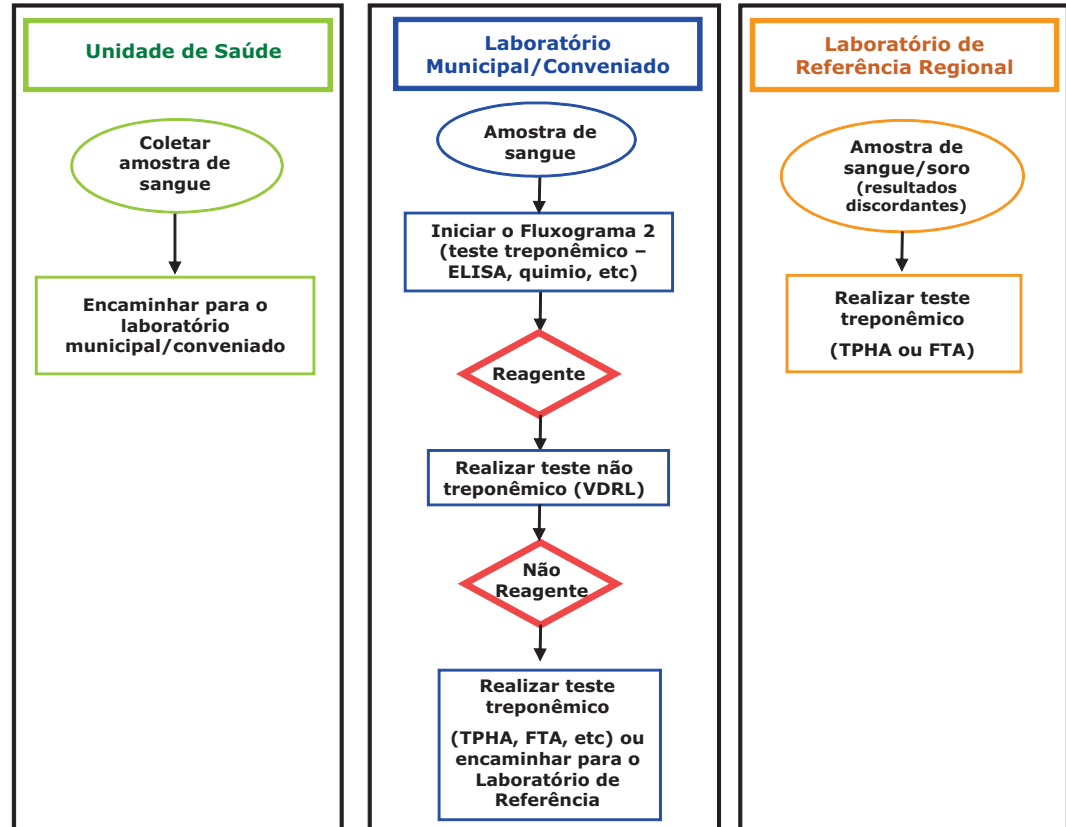 Unidade de Saúde
Coletar
amostra de
sangue
Encaminhar para o
laboratório
municipal/conveniado
Laboratório
Municipal/Conveniado
Amostra de
sangue
Iniciar o Fluxograma 2
(teste treponêmico –
ELISA, quimio, etc)
Reagente
Realizar teste não
treponêmico (VDRL)
Não
Reagente
Realizar teste
treponêmico
(TPHA, FTA, etc) ou
encaminhar para o
Laboratório de
Referência
Laboratório de
Referência Regional
Amostra de
sangue/soro
(resultados
discordantes)
Realizar teste
treponêmico
(TPHA ou FTA)